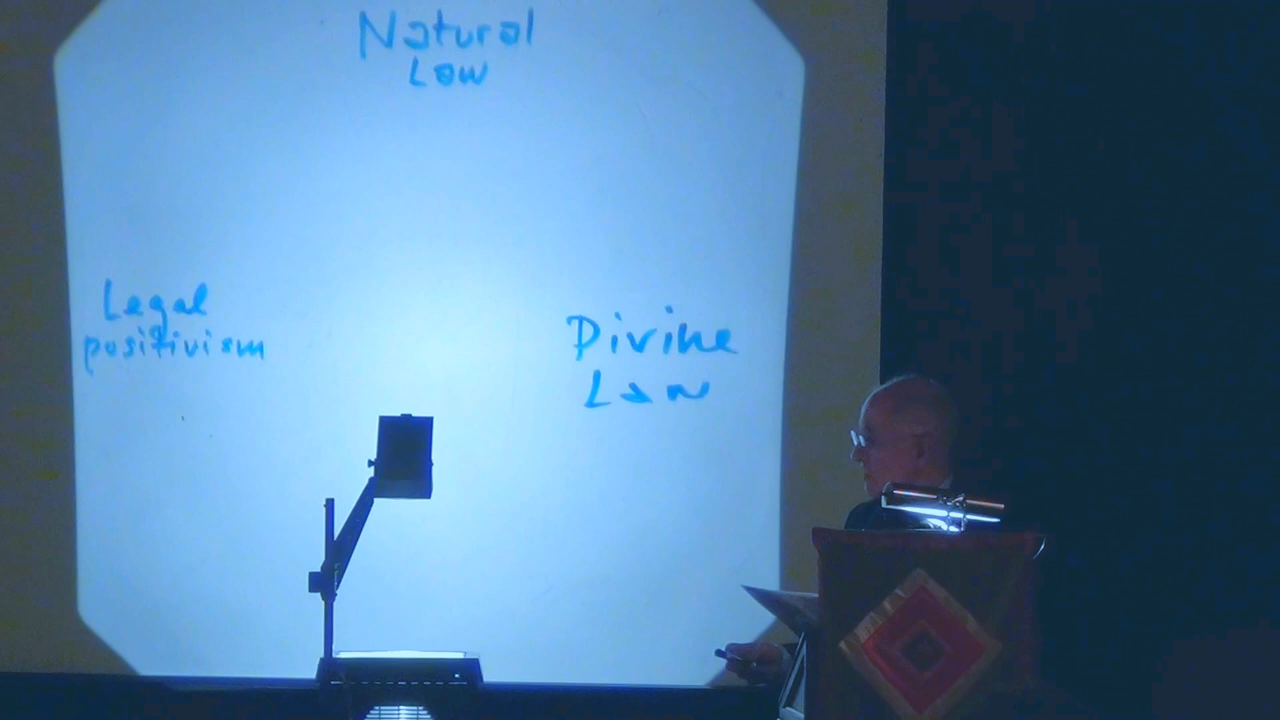 Natural
Law
Legal
positivism
Divine
Law